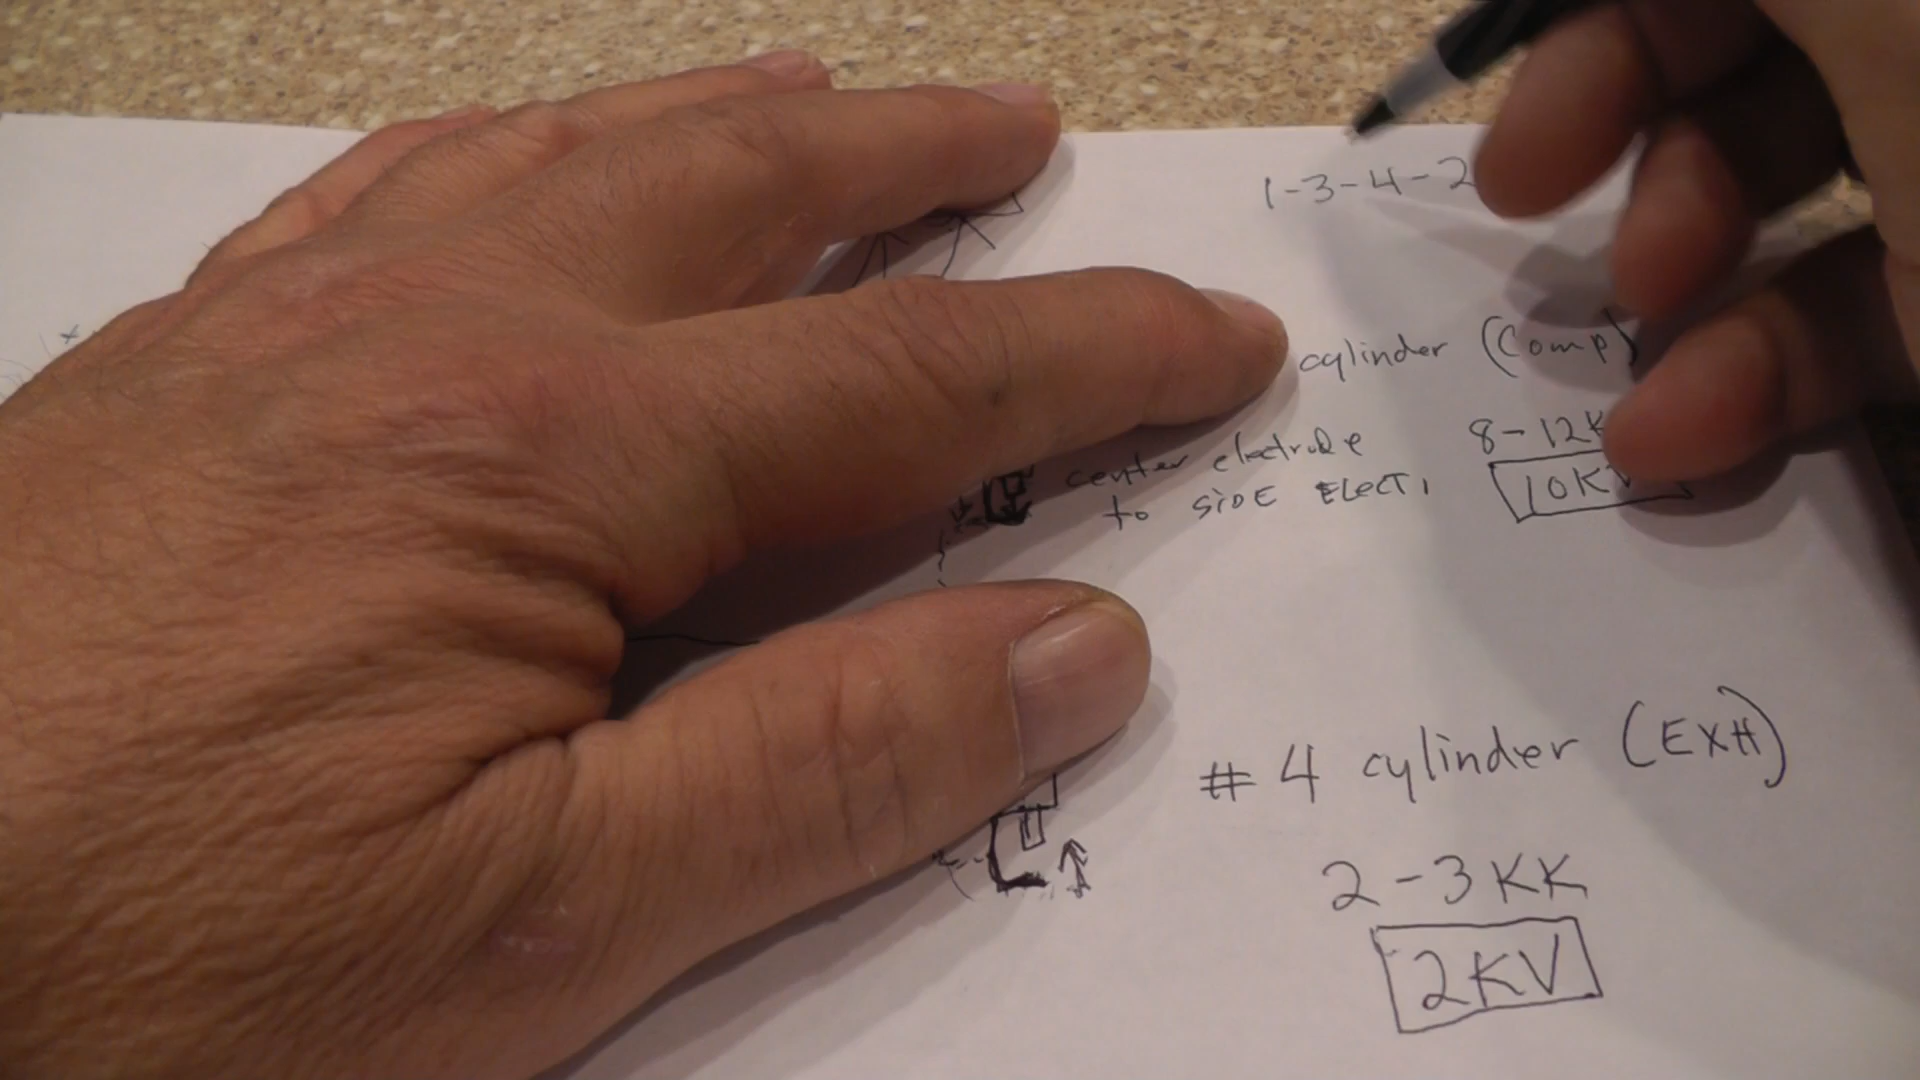 1-3-4-2
cylinder (Comp)
center electrode
to SIDE ELECT,
8-12K
10KV
# 4 cylinder (EXH)
2-3KK
2KV